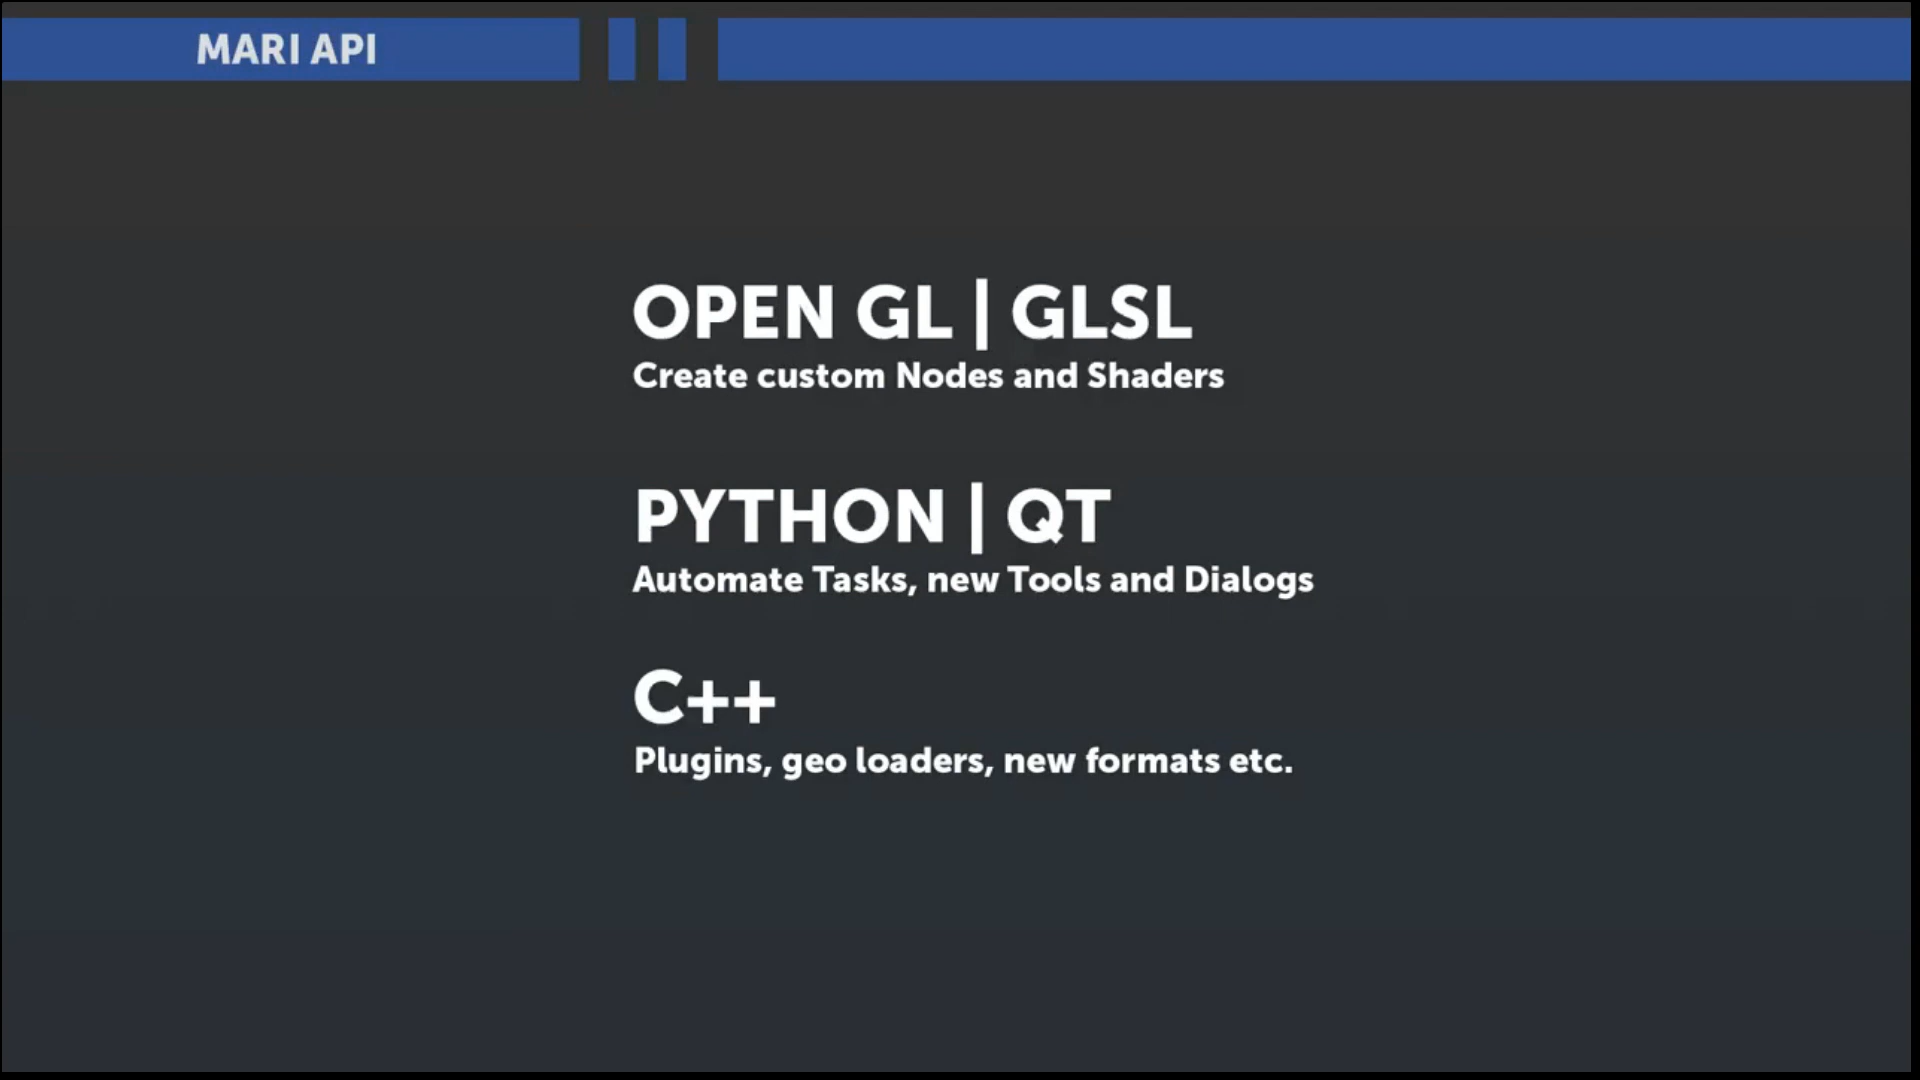 MARI API
OPEN GL | GLSL
Create custom Nodes and Shaders
PYTHON | QT
Automate Tasks, new Tools and Dialogs
C++
Plugins, geo loaders, new formats etc.